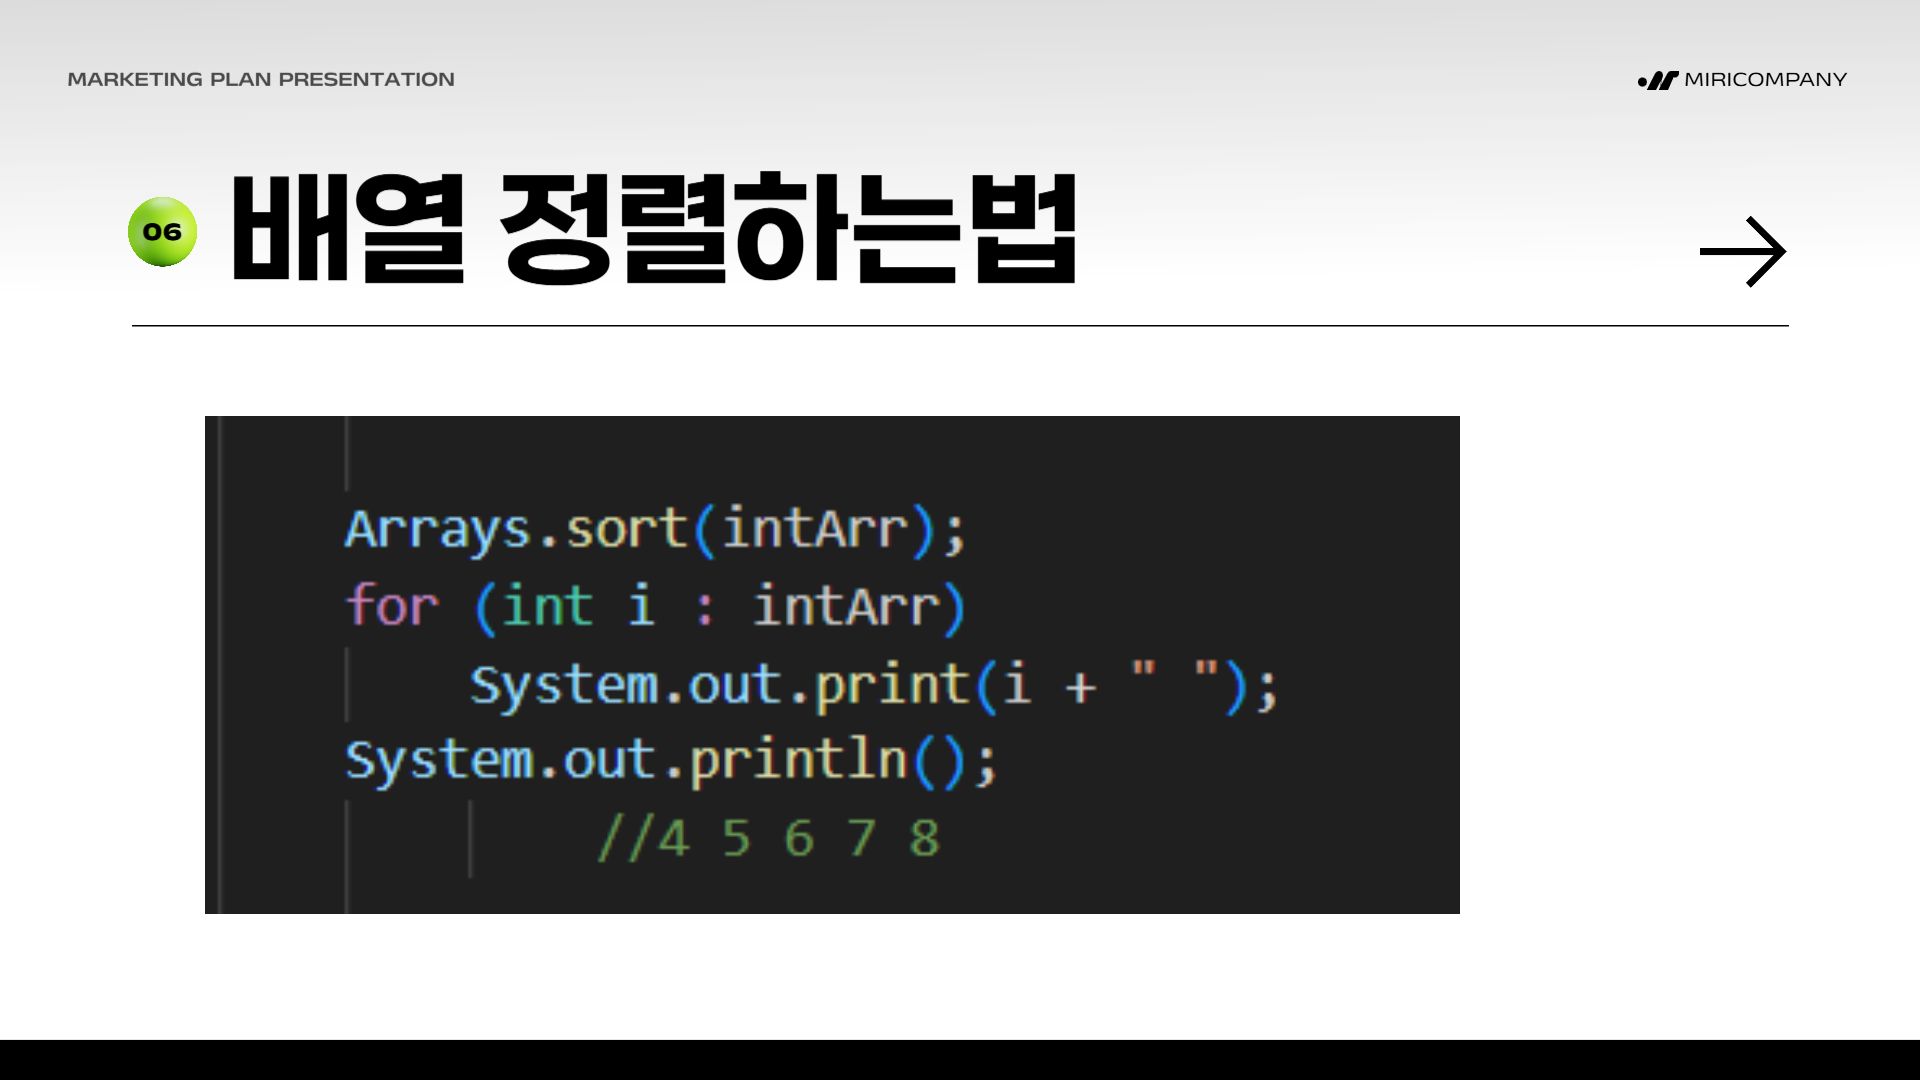 MARKETING PLAN PRESENTATION
MIRICOMPANY
06 배열 정렬하는법
Arrays.sort(intArr);
for (int i : intArr)
System.out.print(i + " ");
System.out.println();
//4 5 6 7 8